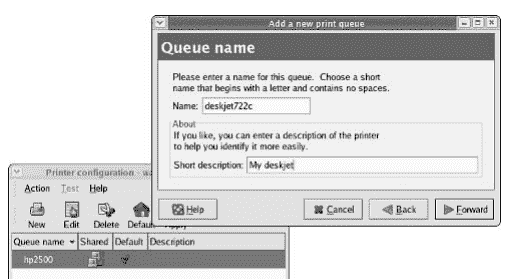 Add a new print queue
Queue name
Please enter a name for this queue. Choose a short
name that begins with a letter and contains no spaces.
Name: deskjet722c
About
If you like, you can enter a description of the printer
to help you identify it more easily.
Short description: My deskjet
Help Cancel Back Forward
Printer configuration -
Action Test Help
New Edit Delete Default Apply
Queue name Shared Default Description
hp2500